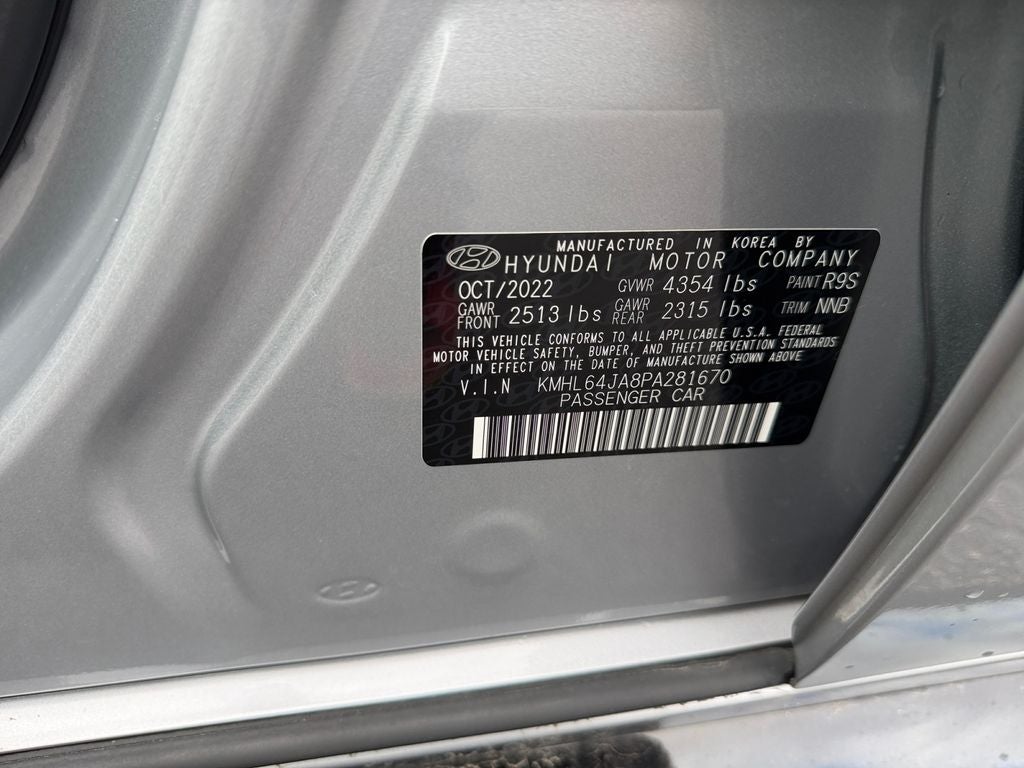 MANUFACTURED IN KOREA BY
HYUNDAI MOTOR COMPANY
OCT/2022 GVWR 4354 lbs PAINT R9S
GAWR FRONT 2513 lbs GAWR REAR 2315 lbs TRIM NNB
THIS VEHICLE CONFORMS TO ALL APPLICABLE U.S.A. FEDERAL
MOTOR VEHICLE SAFETY, BUMPER, AND THEFT PREVENTION STANDARDS
IN EFFECT ON THE DATE OF MANUFACTURE SHOWN ABOVE
V.I.N KMHL64JA8PA281670
PASSENGER CAR